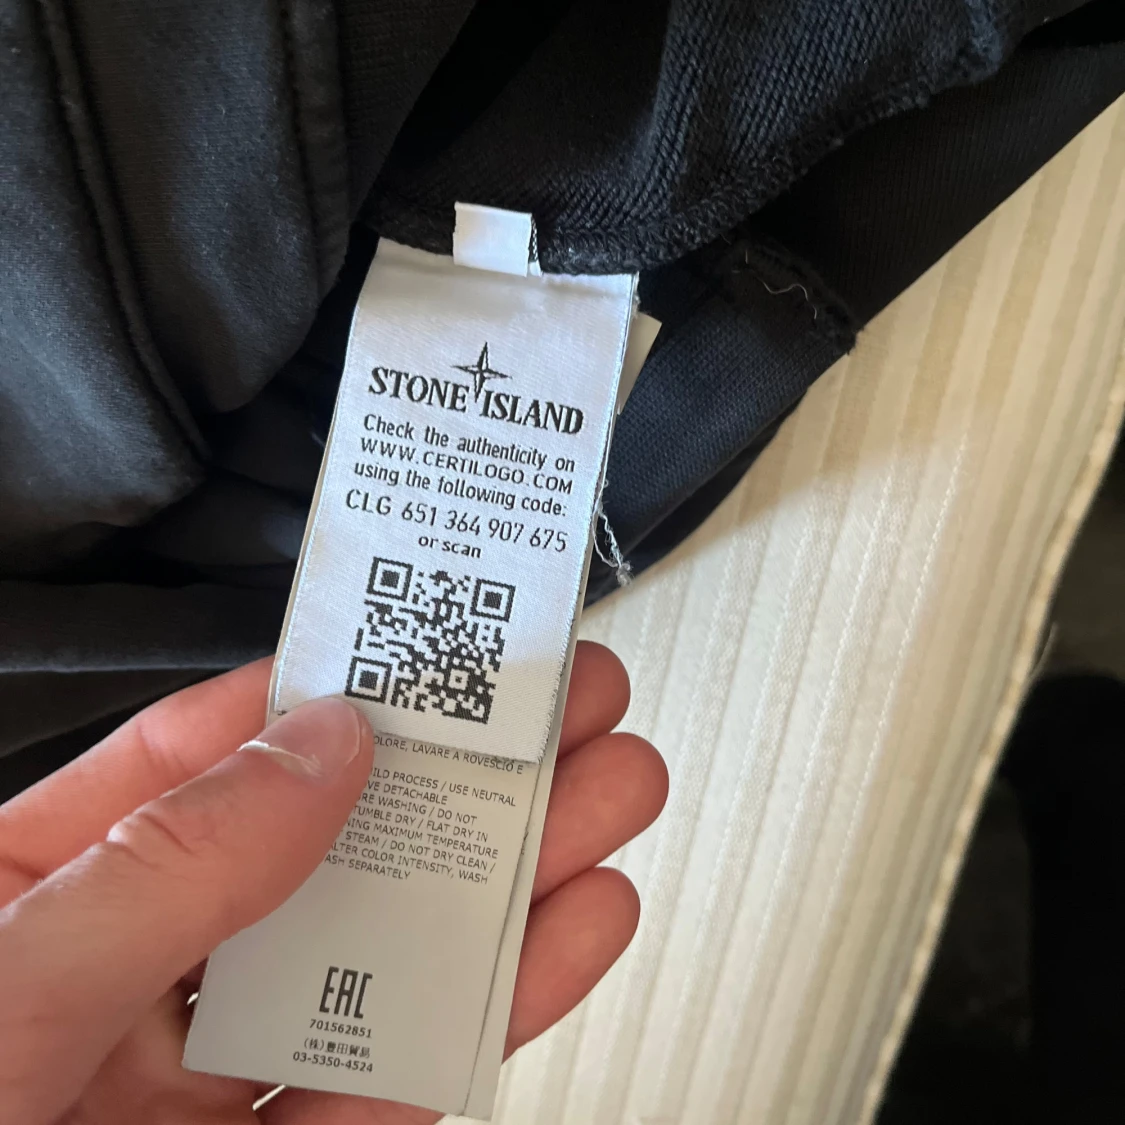 STONE ISLAND
Check the authenticity on
WWW.CERTILOGO.COM
using the following code:
CLG 651 364 907 675
or scan
OLORE, LAVARE A ROVESCIO E
ILD PROCESS / USE NEUTRAL
VE DETACHABLE
RE WASHING / DO NOT
TUMBLE DRY / FLAT DRY IN
NING MAXIMUM TEMPERATURE
STEAM / DO NOT DRY CLEAN /
ALTER COLOR INTENSITY, WASH
ASH SEPARATELY
EAC
701562851
(株)豊田貿易
03-5350-4524